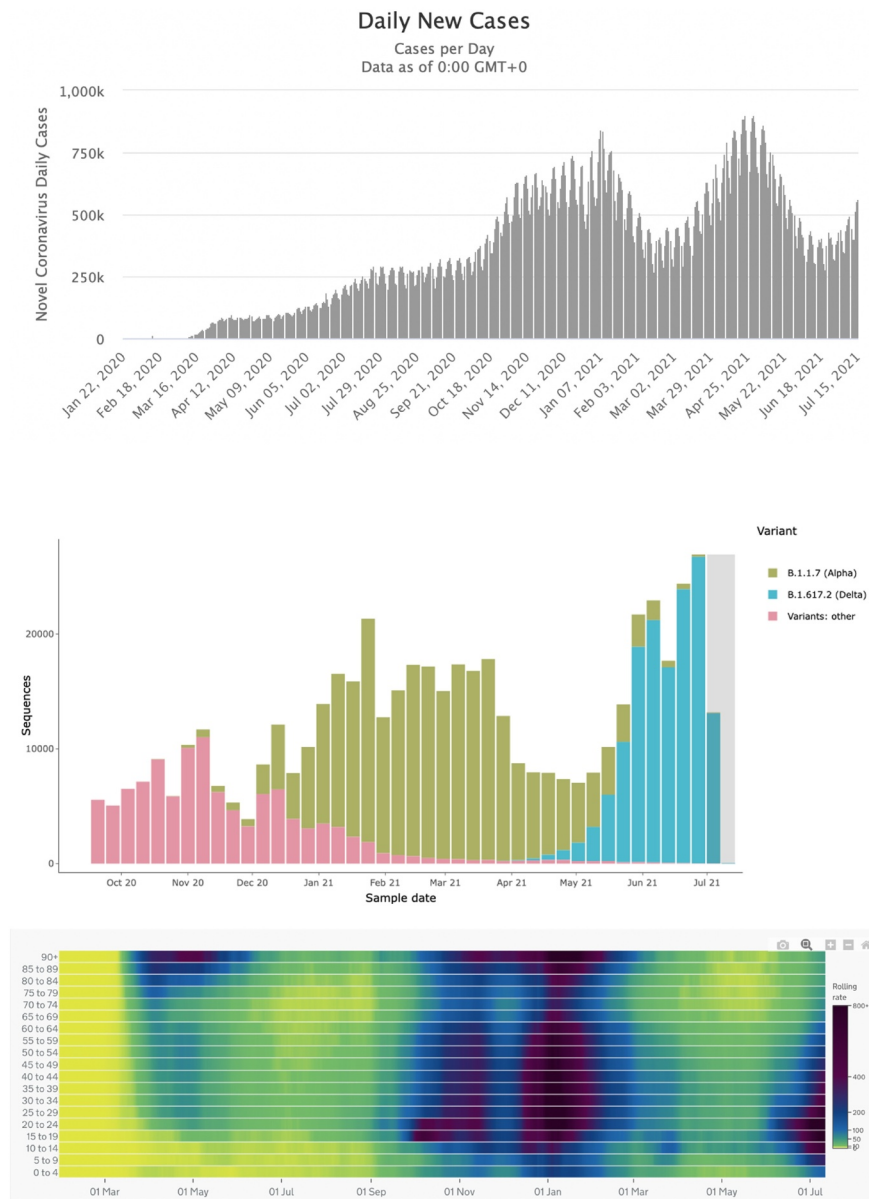 Daily New Cases
Cases per Day
Data as of 0:00 GMT+0
Novel Coronavirus Daily Cases
1,000k
750k
500k
250k
0
Jan 22, 2020
Feb 18, 2020
Mar 16, 2020
Apr 12, 2020
May 09, 2020
Jun 05, 2020
Jul 02, 2020
Jul 29, 2020
Aug 25, 2020
Sep 21, 2020
Oct 18, 2020
Nov 14, 2020
Dec 11, 2020
Jan 07, 2021
Feb 03, 2021
Mar 02, 2021
Mar 29, 2021
Apr 25, 2021
May 22, 2021
Jun 18, 2021
Jul 15, 2021
Variant
B.1.1.7 (Alpha)
B.1.617.2 (Delta)
Variants: other
Sequences
20000
10000
0
Oct 20
Nov 20
Dec 20
Jan 21
Feb 21
Mar 21
Apr 21
May 21
Jun 21
Jul 21
Sample date
90+
85 to 89
80 to 84
75 to 79
70 to 74
65 to 69
60 to 64
55 to 59
50 to 54
45 to 49
40 to 44
35 to 39
30 to 34
25 to 29
20 to 24
15 to 19
10 to 14
5 to 9
0 to 4
01 Mar
01 May
01 Jul
01 Sep
01 Nov
01 Jan
01 Mar
01 May
01 Jul
Rolling
rate
800+
400
200
100
50